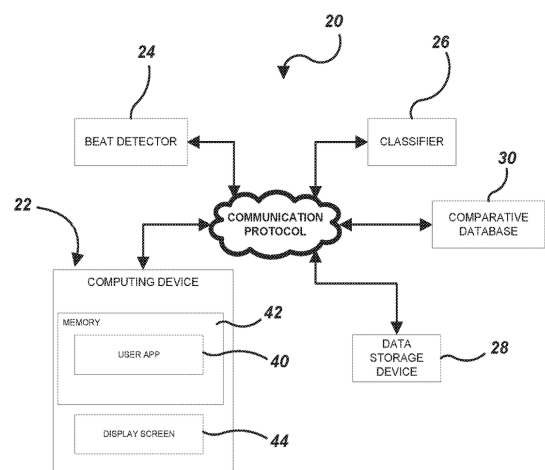 20
24
26
BEAT DETECTOR
CLASSIFIER
30
22
COMMUNICATION
PROTOCOL
COMPARATIVE
DATABASE
COMPUTING DEVICE
MEMORY
42
USER APP
40
DATA
STORAGE
DEVICE
28
DISPLAY SCREEN
44